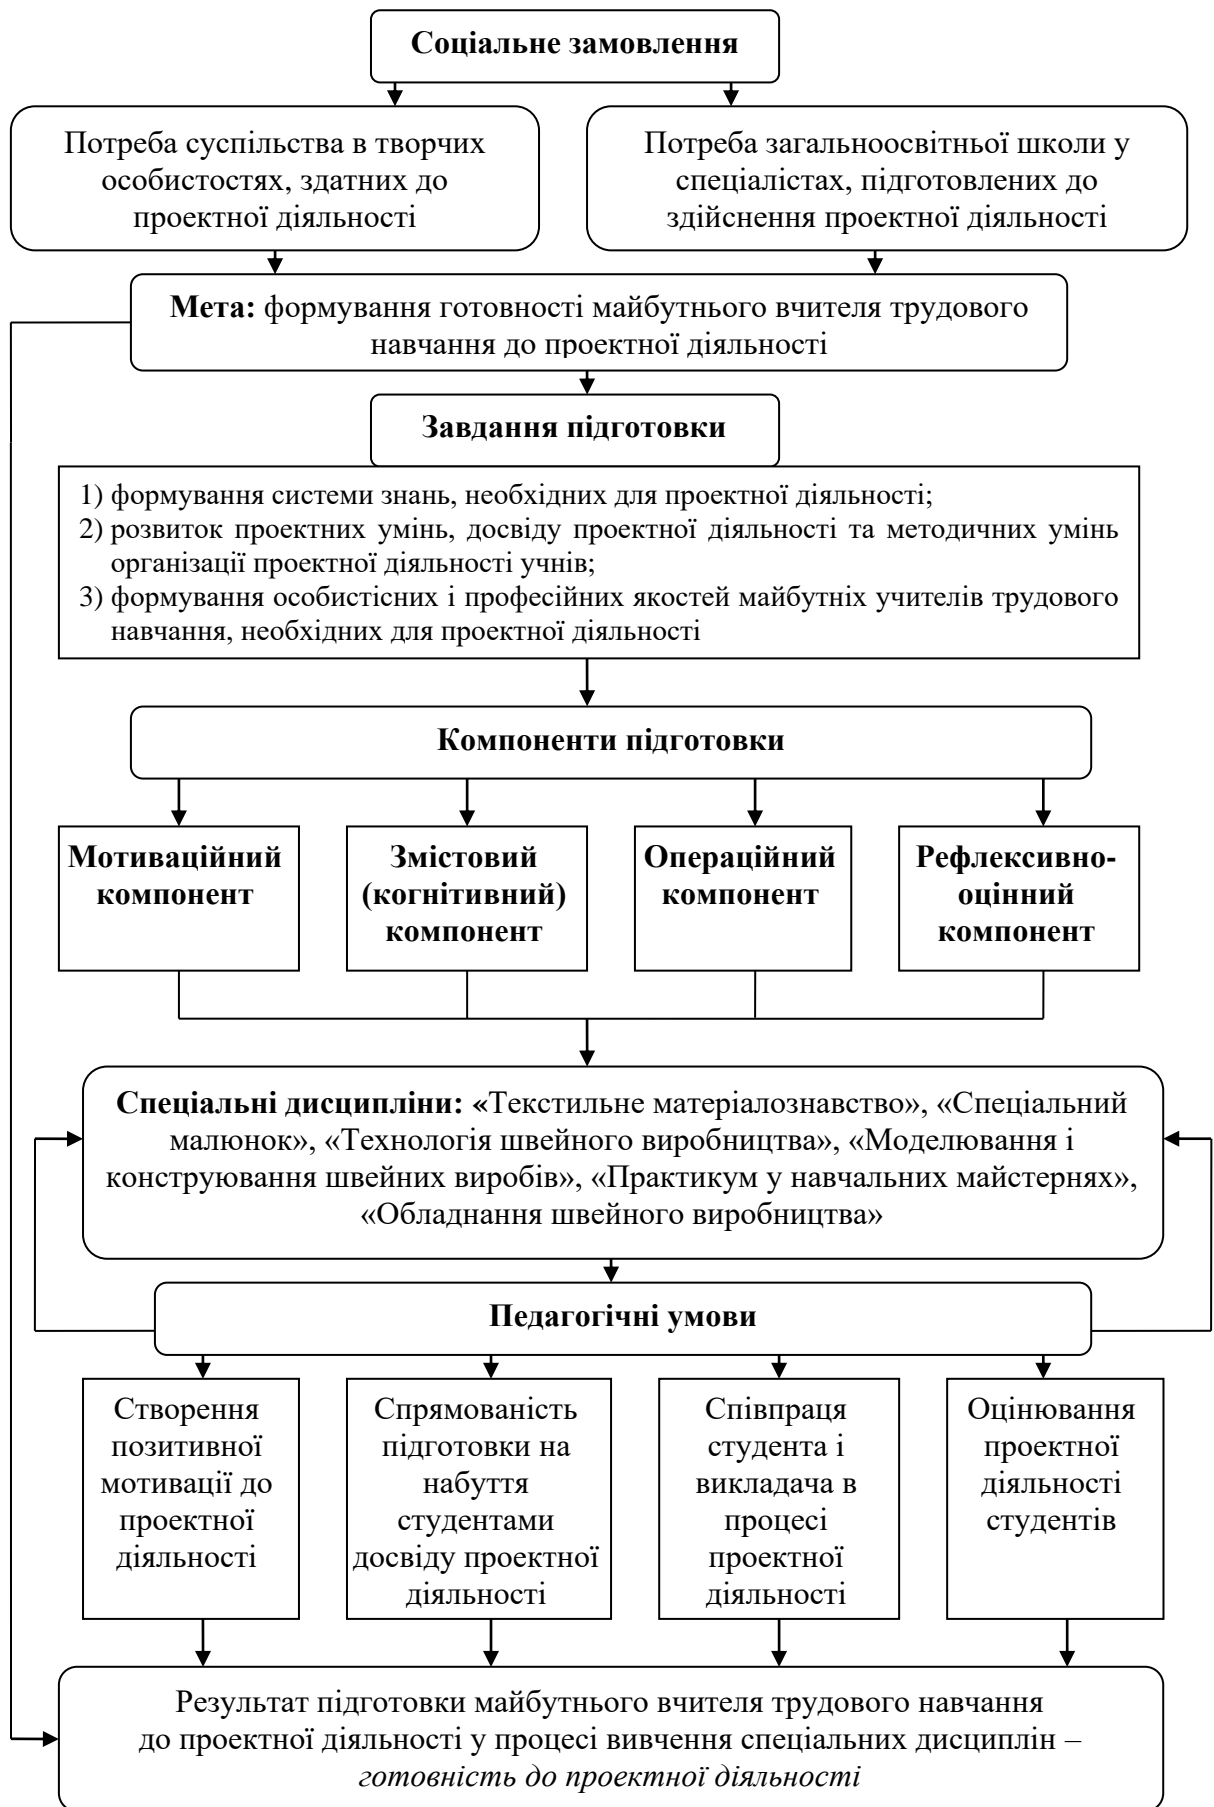 Соціальне замовлення
Потреба суспільства в творчих
особистостях, здатних до
проектної діяльності
Потреба загальноосвітньої школи у
спеціалістах, підготовлених до
здійснення проектної діяльності
Мета: формування готовності майбутнього вчителя трудового
навчання до проектної діяльності
Завдання підготовки
1) формування системи знань, необхідних для проектної діяльності;
2) розвиток проектних умінь, досвіду проектної діяльності та методичних умінь
організації проектної діяльності учнів;
3) формування особистісних і професійних якостей майбутніх учителів трудового
навчання, необхідних для проектної діяльності
Компоненти підготовки
Мотиваційний
компонент
Змістовий
(когнітивний)
компонент
Операційний
компонент
Рефлексивно-
оцінний
компонент
Спеціальні дисципліни: «Текстильне матеріалознавство», «Спеціальний
малюнок», «Технологія швейного виробництва», «Моделювання і
конструювання швейних виробів», «Практикум у навчальних майстернях»,
«Обладнання швейного виробництва»
Педагогічні умови
Створення
позитивної
мотивації до
проектної
діяльності
Спрямованість
підготовки на
набуття
студентами
досвіду проектної
діяльності
Співпраця
студента і
викладача в
процесі
проектної
діяльності
Оцінювання
проектної
діяльності
студентів
Результат підготовки майбутнього вчителя трудового навчання
до проектної діяльності у процесі вивчення спеціальних дисциплін –
готовність до проектної діяльності